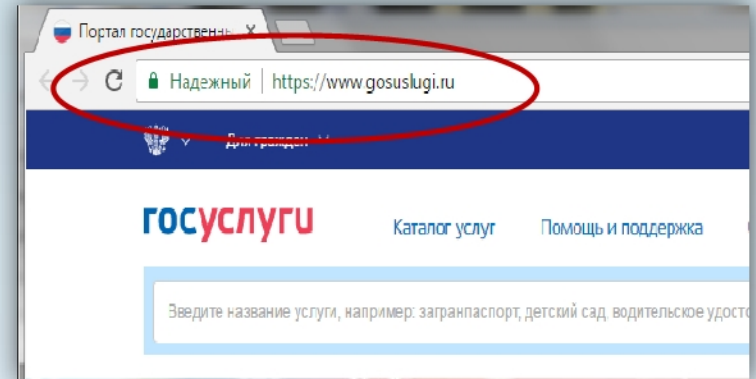 Портал государственны
Надежный https://www.gosuslugi.ru
Для граждан
госуслуги
Каталог услуг Помощь и поддержка
Введите название услуги, например: загранпаспорт, детский сад, водительское удосто